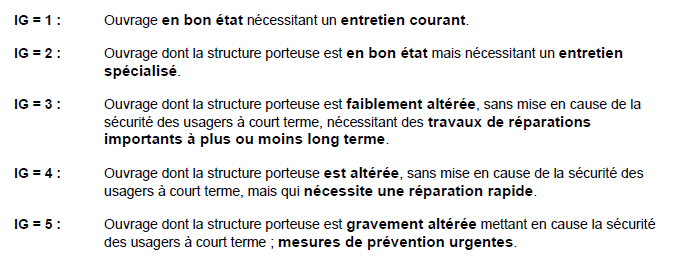 IG = 1 : Ouvrage en bon état nécessitant un entretien courant.
IG = 2 : Ouvrage dont la structure porteuse est en bon état mais nécessitant un entretien
spécialisé.
IG = 3 : Ouvrage dont la structure porteuse est faiblement altérée, sans mise en cause de la
sécurité des usagers à court terme, nécessitant des travaux de réparations
importants à plus ou moins long terme.
IG = 4 : Ouvrage dont la structure porteuse est altérée, sans mise en cause de la sécurité des
usagers à court terme, mais qui nécessite une réparation rapide.
IG = 5 : Ouvrage dont la structure porteuse est gravement altérée mettant en cause la sécurité
des usagers à court terme ; mesures de prévention urgentes.